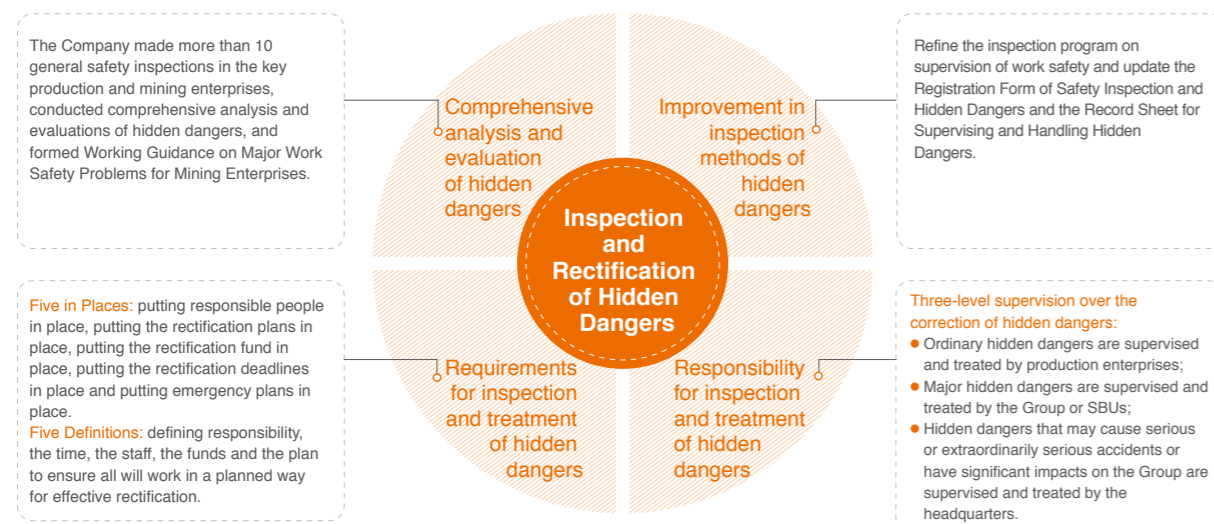 The Company made more than 10
general safety inspections in the key
production and mining enterprises,
conducted comprehensive analysis and
evaluations of hidden dangers, and
formed Working Guidance on Major Work
Safety Problems for Mining Enterprises.
Comprehensive
analysis and
evaluation
of hidden
dangers
Improvement in
inspection
methods of
hidden
dangers
Refine the inspection program on
supervision of work safety and update the
Registration Form of Safety Inspection and
Hidden Dangers and the Record Sheet for
Supervising and Handling Hidden
Dangers.
Inspection
and
Rectification
of Hidden
Dangers
Five in Places: putting responsible people
in place, putting the rectification plans in
place, putting the rectification fund in
place, putting the rectification deadlines
in place and putting emergency plans in
place.
Five Definitions: defining responsibility,
the time, the staff, the funds and the plan
to ensure all will work in a planned way
for effective rectification.
Requirements
for inspection
and treatment
of hidden
dangers
Responsibility
for inspection
and treatment
of hidden
dangers
Three-level supervision over the
correction of hidden dangers:
● Ordinary hidden dangers are supervised
and treated by production enterprises;
● Major hidden dangers are supervised and
treated by the Group or SBUs;
● Hidden dangers that may cause serious
or extraordinarily serious accidents or
have significant impacts on the Group are
supervised and treated by the
headquarters.